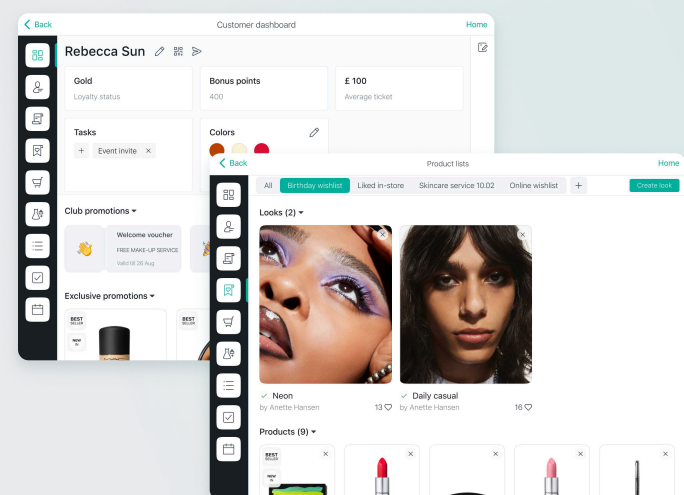 Back
Customer dashboard
Home
Rebecca Sun
Gold
Loyalty status
Bonus points
400
£ 100
Average ticket
Tasks
+ Event invite ×
Colors
Club promotions
Welcome voucher
FREE MAKE-UP SERVICE
Valid till 26 Aug
Exclusive promotions
BEST
SELLER
NEW
IN
BEST
SELLER
Back
Product lists
Home
All
Birthday wishlist
Liked in-store
Skincare service 10.02
Online wishlist
+
Create look
Looks (2)
Neon
by Anette Hansen
13
Daily casual
by Anette Hansen
16
Products (9)
BEST
SELLER
NEW
IN